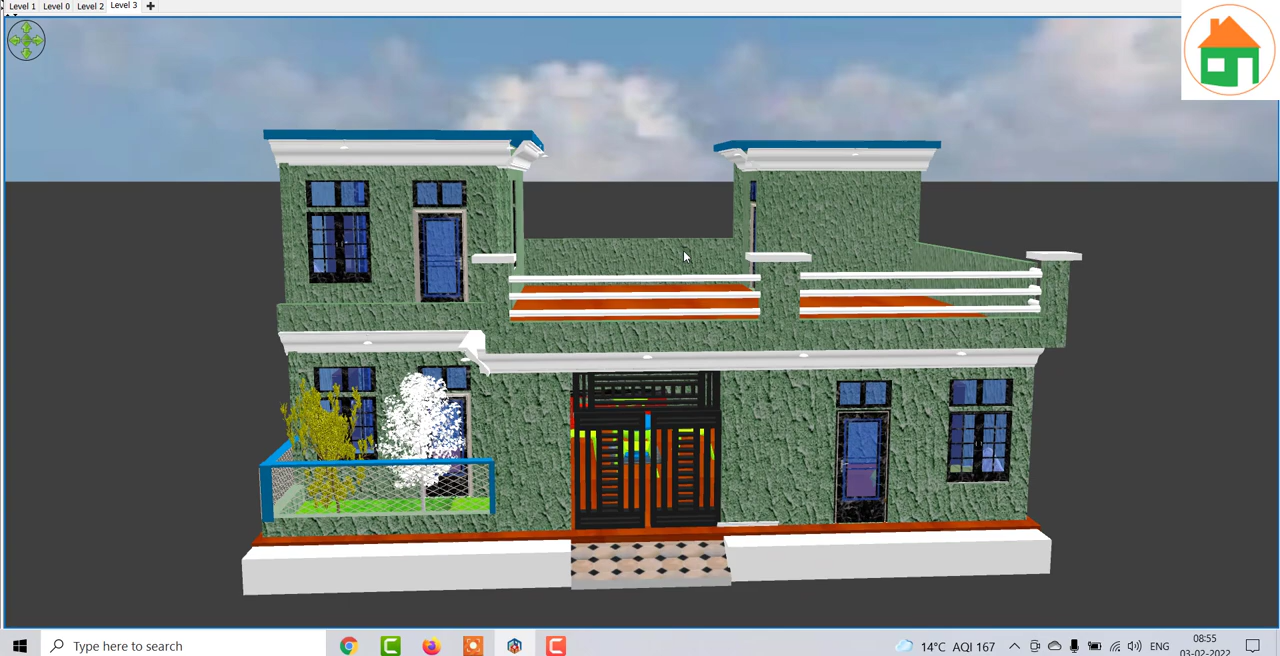 Level 1 Level 0 Level 2 Level 3
Type here to search
14°C AQI 167
ENG
08:55
03-02-2022